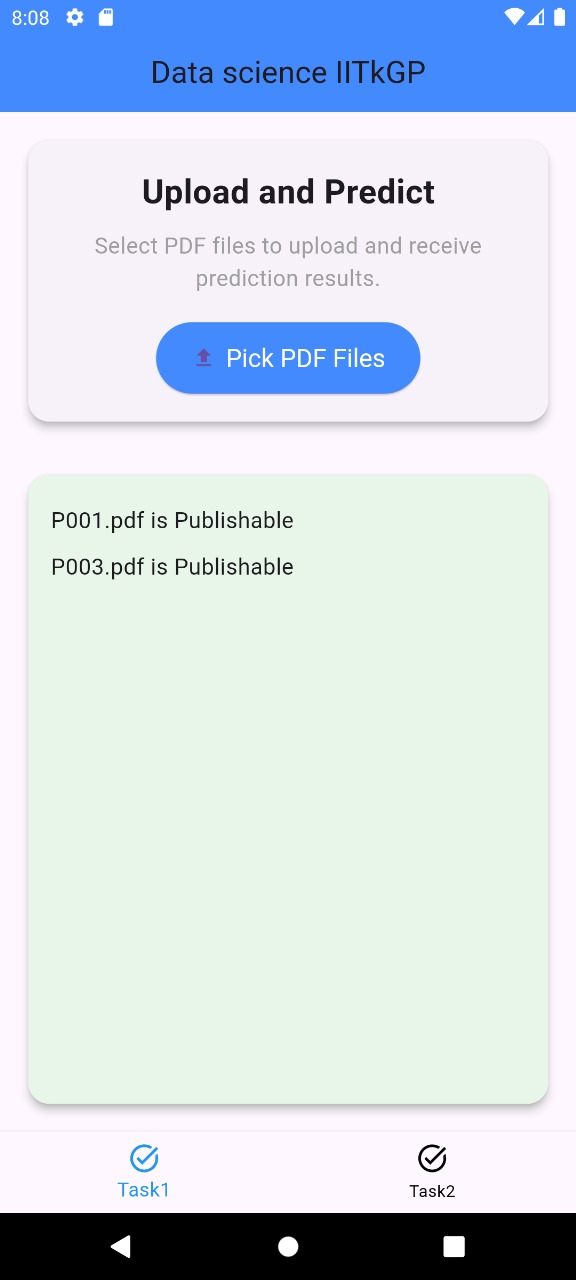 8:08
Data science IITkGP
Upload and Predict
Select PDF files to upload and receive
prediction results.
Pick PDF Files
P001.pdf is Publishable
P003.pdf is Publishable
Task1
Task2